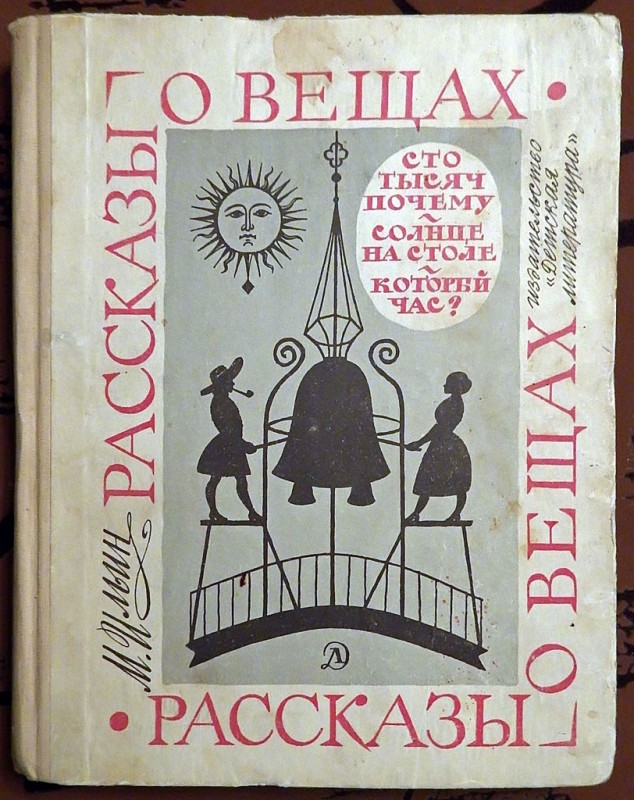 РАССКАЗЫ
О ВЕЩАХ
СТО
ТЫСЯЧ
ПОЧЕМУ
~
СОЛНЦЕ
НА СТОЛЕ
~
КОТОРЫЙ
ЧАС?
издательство
«Детская
литература»
М. Ильин
РАССКАЗЫ
О ВЕЩАХ
Д